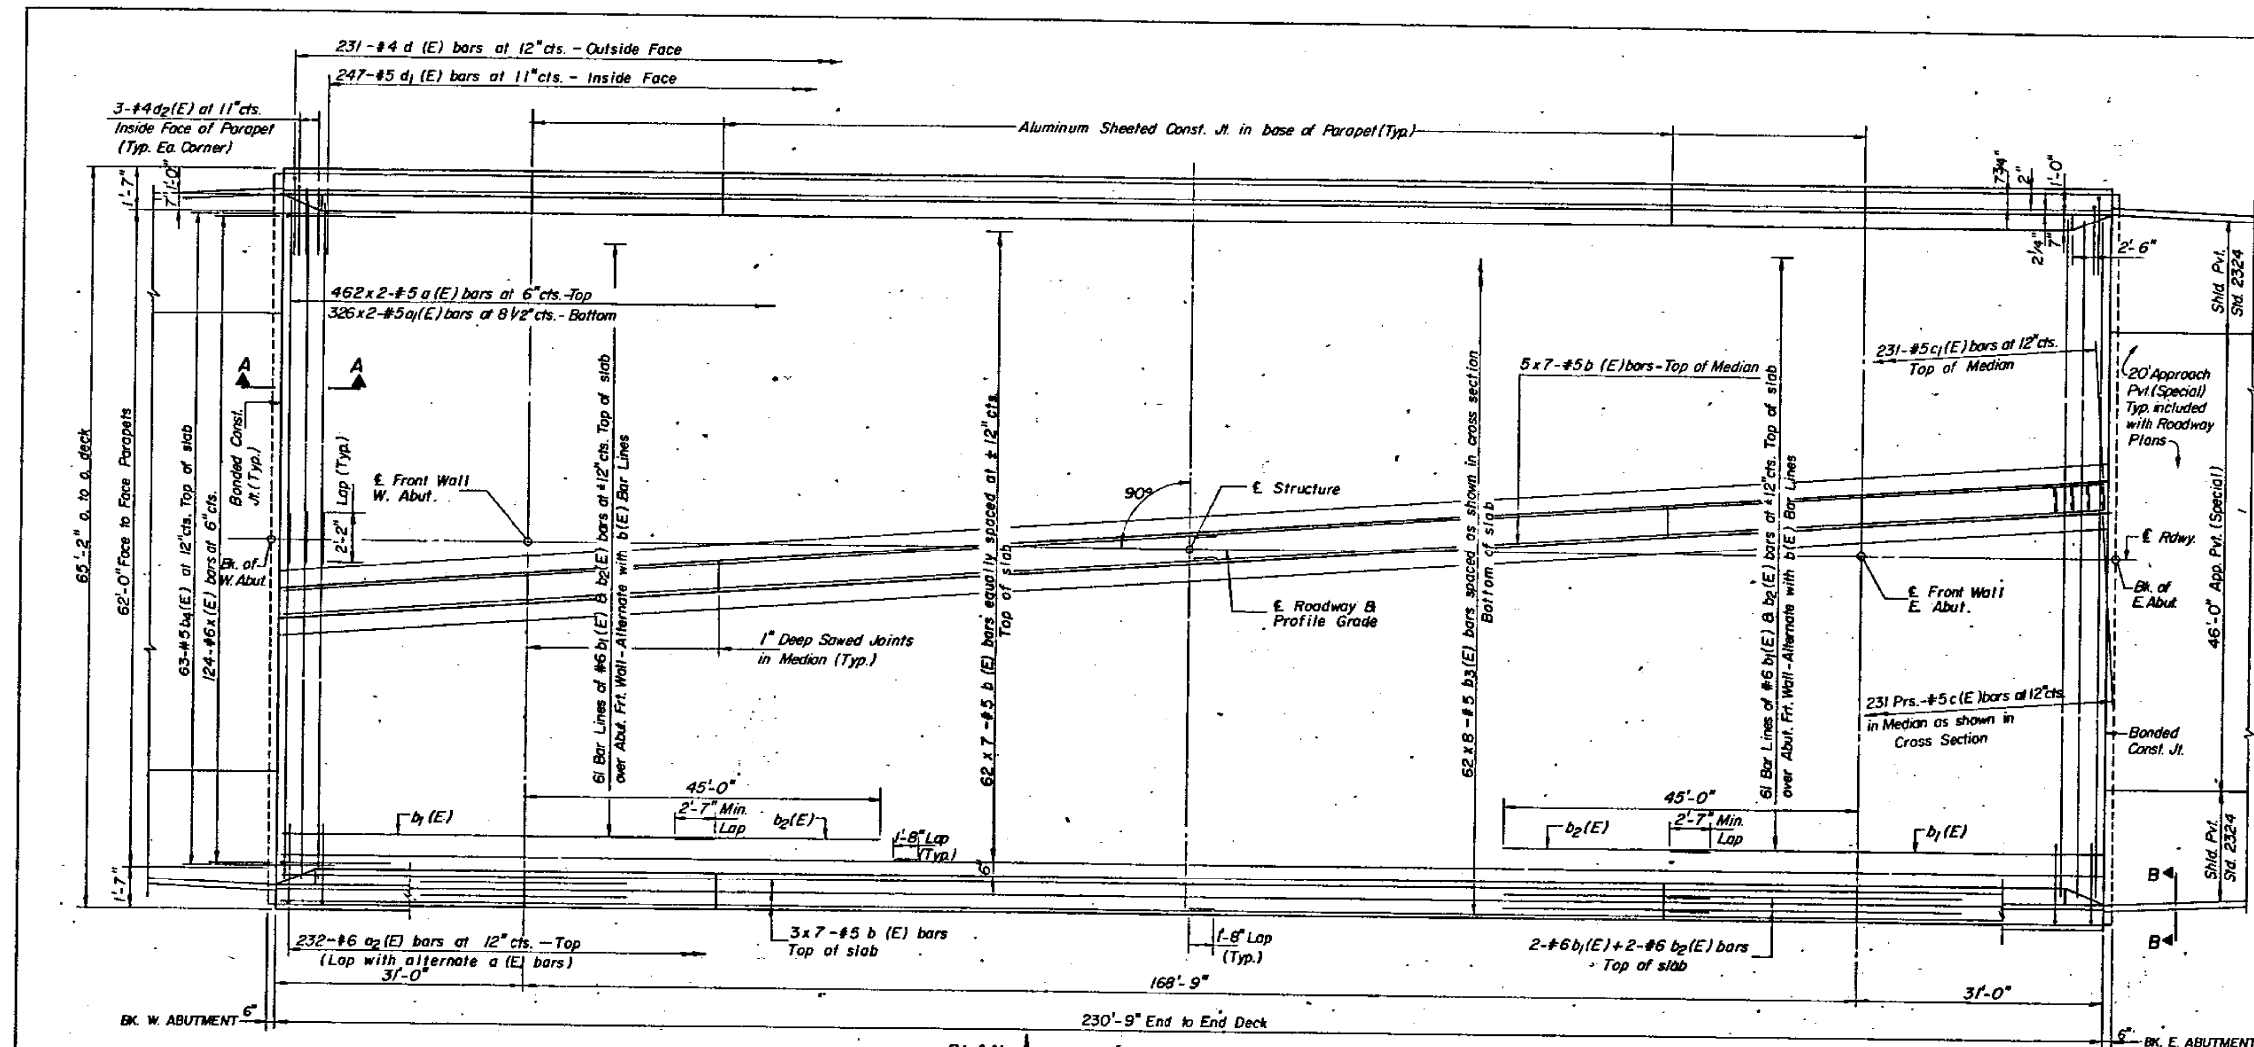 231-#4 d (E) bars at 12"cts. - Outside Face
247-#5 d1 (E) bars at 11"cts. - Inside Face
3-#4 d2(E) at 11"cts.
Inside Face of Parapet
(Typ. Ea. Corner)
Aluminum Sheeted Const. Jt. in base of Parapet (Typ.)
1'-7"
7"
1'-0"
7 3/4"
2"
1'-0"
2 1/4"
7"
2'-6"
Shld. Pvt.
Std. 2324
462 x 2-#5 a (E) bars at 6"cts.-Top
326 x 2-#5 a1(E) bars at 8 1/2"cts.- Bottom
A
A
65'-2" o. to o. deck
62'-0" Face to Face Parapets
63-#5 b4(E) at 12"cts. Top of slab
124-#6 x (E) bars at 6"cts.
Bonded Const.
Jt. (Typ.)
2'-2" Lap (Typ.)
℄ Front Wall
W. Abut.
Bk. of
W. Abut.
61 Bar Lines of #6 b1(E) & b2(E) bars at ±12"cts. Top of slab
over Abut. Frt. Wall-Alternate with b(E) Bar Lines
62 x 7-#5 b (E) bars equally spaced at ± 12"cts.
Top of slab
90°
℄ Structure
℄ Roadway &
Profile Grade
1" Deep Sawed Joints
in Median (Typ.)
62 x 8-#5 b3(E) bars spaced as shown in cross section
Bottom of slab
5 x 7-#5 b (E) bars-Top of Median
61 Bar Lines of #6 b1(E) & b2(E) bars at ±12"cts. Top of slab
over Abut. Frt. Wall-Alternate with b(E) Bar Lines
231-#5 c1(E) bars at 12"cts.
Top of Median
20' Approach
Pvt. (Special)
Typ. included
with Roadway
Plans
℄ Rdwy.
Bk. of
E. Abut.
℄ Front Wall
E. Abut.
46'-0" App. Pvt. (Special)
231 Prs.-#5 c(E) bars at 12"cts.
in Median as shown in
Cross Section
Bonded
Const. Jt.
45'-0"
2'-7" Min.
Lap
b1(E)
b2(E)
1'-8" Lap
(Typ.)
45'-0"
2'-7" Min.
Lap
b2(E)
b1(E)
Shld. Pvt.
Std. 2324
1'-7"
6"
B
B
232-#6 a2(E) bars at 12"cts.-Top
(Lap with alternate a (E) bars)
3 x 7-#5 b (E) bars
Top of slab
1'-8" Lap
(Typ.)
2-#6 b1(E)+2-#6 b2(E) bars
Top of slab
31'-0"
168'-9"
31'-0"
BK. W. ABUTMENT
6"
230'-9" End to End Deck
6"
BK. E. ABUTMENT